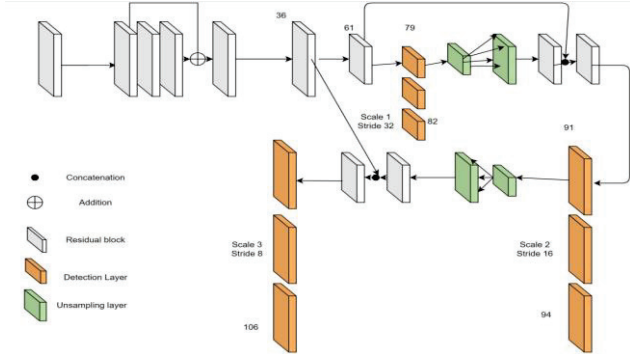 36
61
79
Scale 1
Stride 32
82
91
Concatenation
Addition
Residual block
Detection Layer
Unsampling layer
Scale 3
Stride 8
106
Scale 2
Stride 16
94